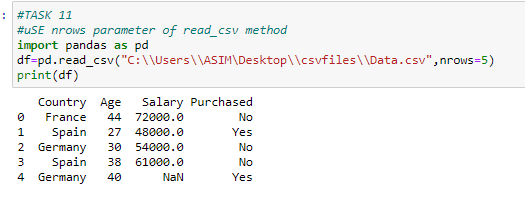 :
#TASK 11
#uSE nrows parameter of read_csv method
import pandas as pd
df=pd.read_csv("C:\\Users\\ASIM\Desktop\\csvfiles\\Data.csv",nrows=5)
print(df)
Country Age Salary Purchased
0 France 44 72000.0 No
1 Spain 27 48000.0 Yes
2 Germany 30 54000.0 No
3 Spain 38 61000.0 No
4 Germany 40 NaN Yes